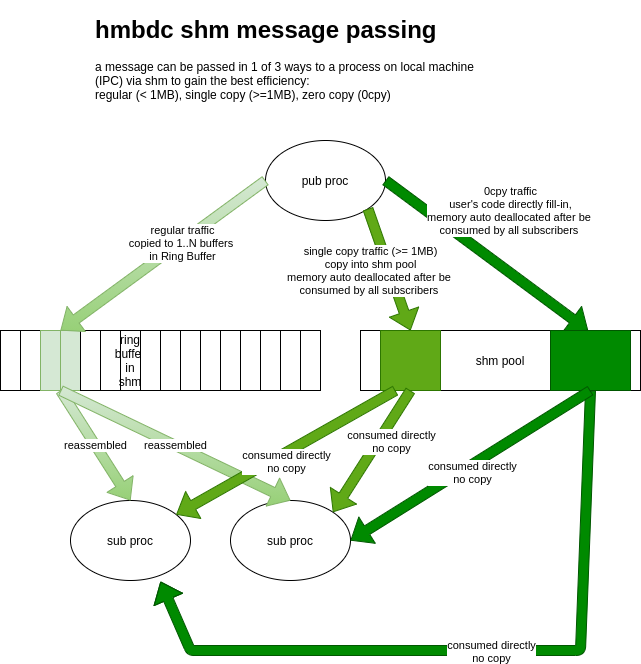 hmbdc shm message passing
a message can be passed in 1 of 3 ways to a process on local machine
(IPC) via shm to gain the best efficiency:
regular (< 1MB), single copy (>=1MB), zero copy (0cpy)
pub proc
0cpy traffic
user's code directly fill-in,
memory auto deallocated after be
consumed by all subscribers
regular traffic
copied to 1..N buffers
in Ring Buffer
single copy traffic (>= 1MB)
copy into shm pool
memory auto deallocated after be
consumed by all subscribers
ring
buffe
in
shm
shm pool
reassembled
reassembled
consumed directly
no copy
consumed directly
no copy
consumed directly
no copy
sub proc
sub proc
consumed directly
no copy